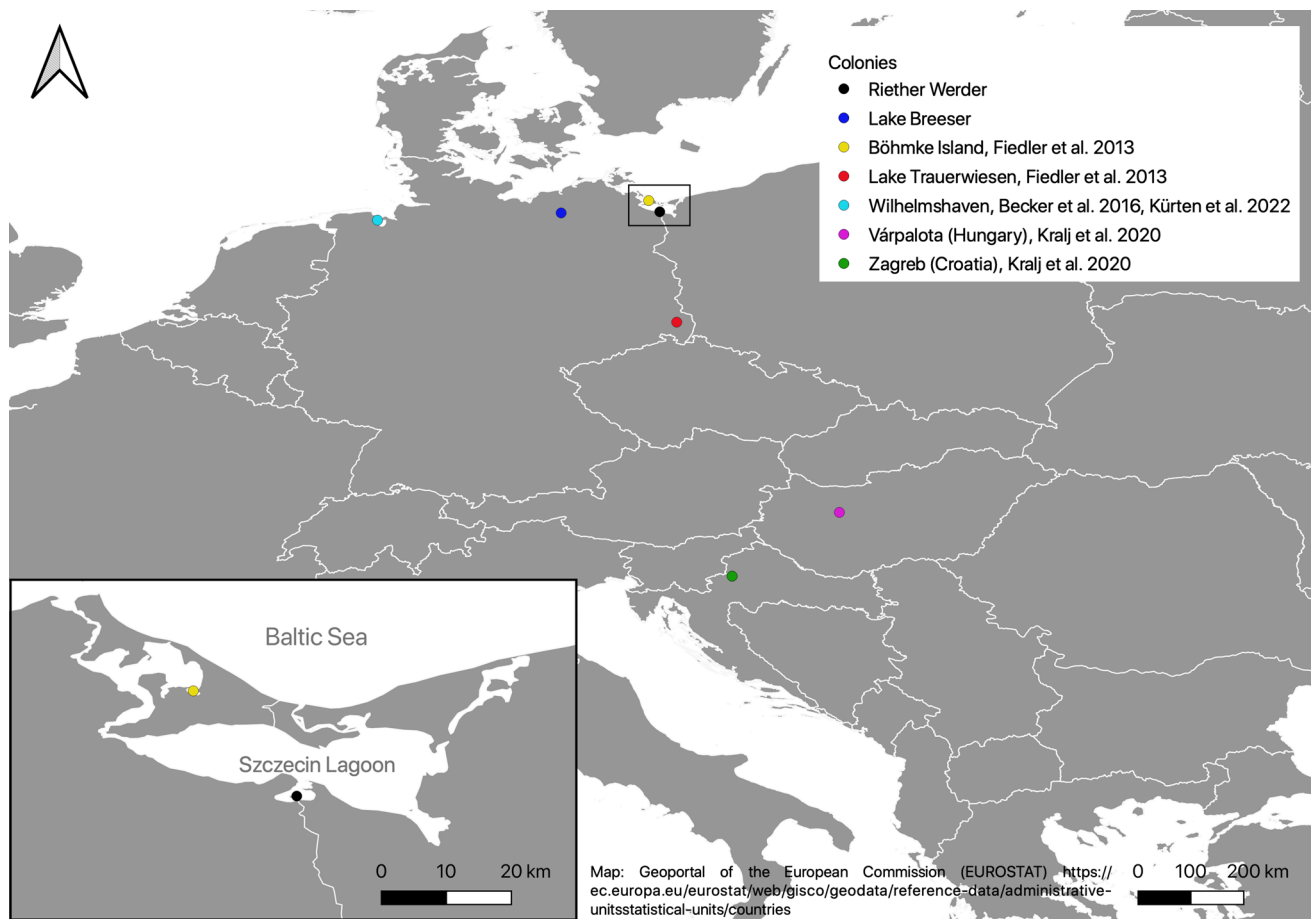 Colonies
Riether Werder
Lake Breeser
Böhmke Island, Fiedler et al. 2013
Lake Trauerwiesen, Fiedler et al. 2013
Wilhelmshaven, Becker et al. 2016, Kürten et al. 2022
Várpalota (Hungary), Kralj et al. 2020
Zagreb (Croatia), Kralj et al. 2020
Baltic Sea
Szczecin Lagoon
0 10 20 km
Map: Geoportal of the European Commission (EUROSTAT) https://
ec.europa.eu/eurostat/web/gisco/geodata/reference-data/administrative-
unitsstatistical-units/countries
0 100 200 km